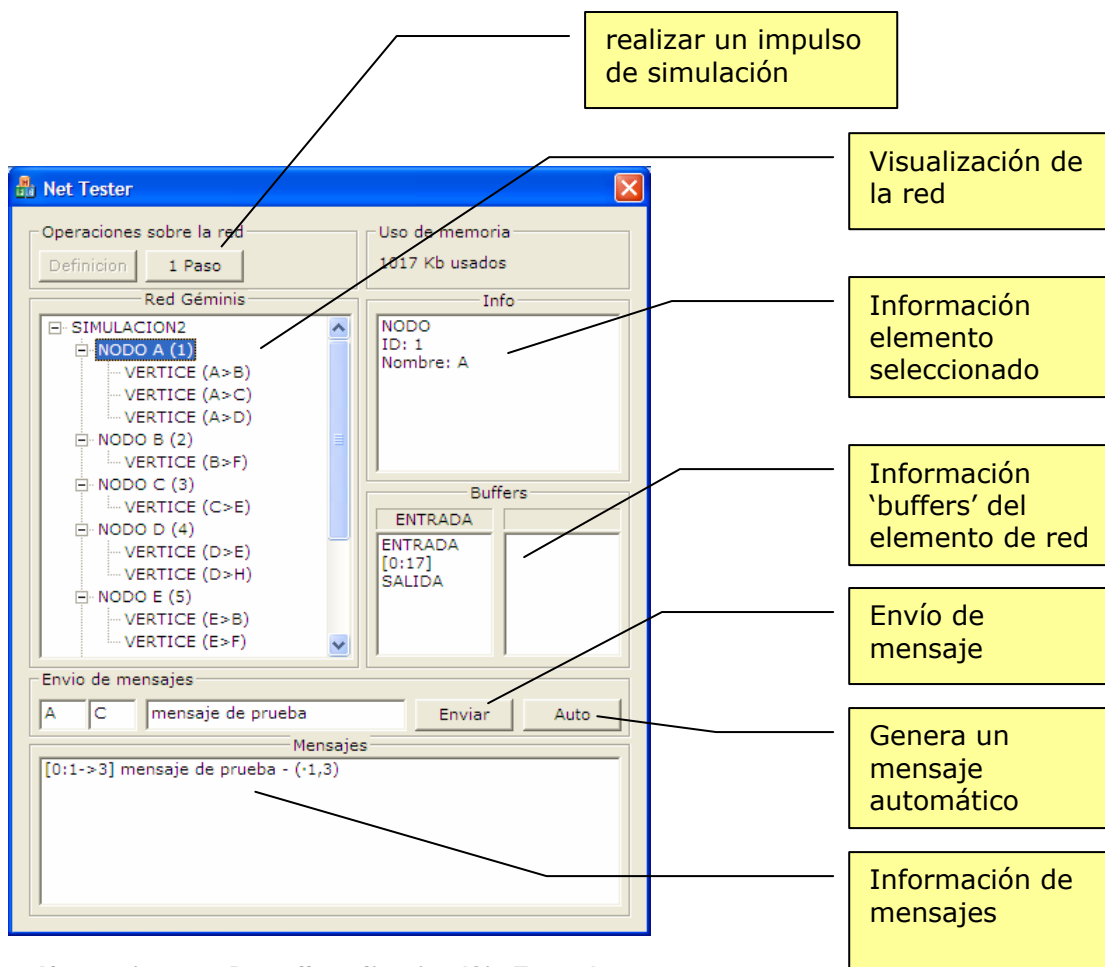 realizar un impulso
de simulación
Visualización de
la red
Información
elemento
seleccionado
Información
‘buffers’ del
elemento de red
Envío de
mensaje
Genera un
mensaje
automático
Información de
mensajes
Net Tester
Operaciones sobre la red
Definicion
1 Paso
Uso de memoria
1017 Kb usados
Red Géminis
SIMULACION2
NODO A (1)
VERTICE (A>B)
VERTICE (A>C)
VERTICE (A>D)
NODO B (2)
VERTICE (B>F)
NODO C (3)
VERTICE (C>E)
NODO D (4)
VERTICE (D>E)
VERTICE (D>H)
NODO E (5)
VERTICE (E>B)
VERTICE (E>F)
Info
NODO
ID: 1
Nombre: A
Buffers
ENTRADA
ENTRADA
[0:17]
SALIDA
Envio de mensajes
A C mensaje de prueba Enviar Auto
Mensajes
[0:1->3] mensaje de prueba - (·1,3)